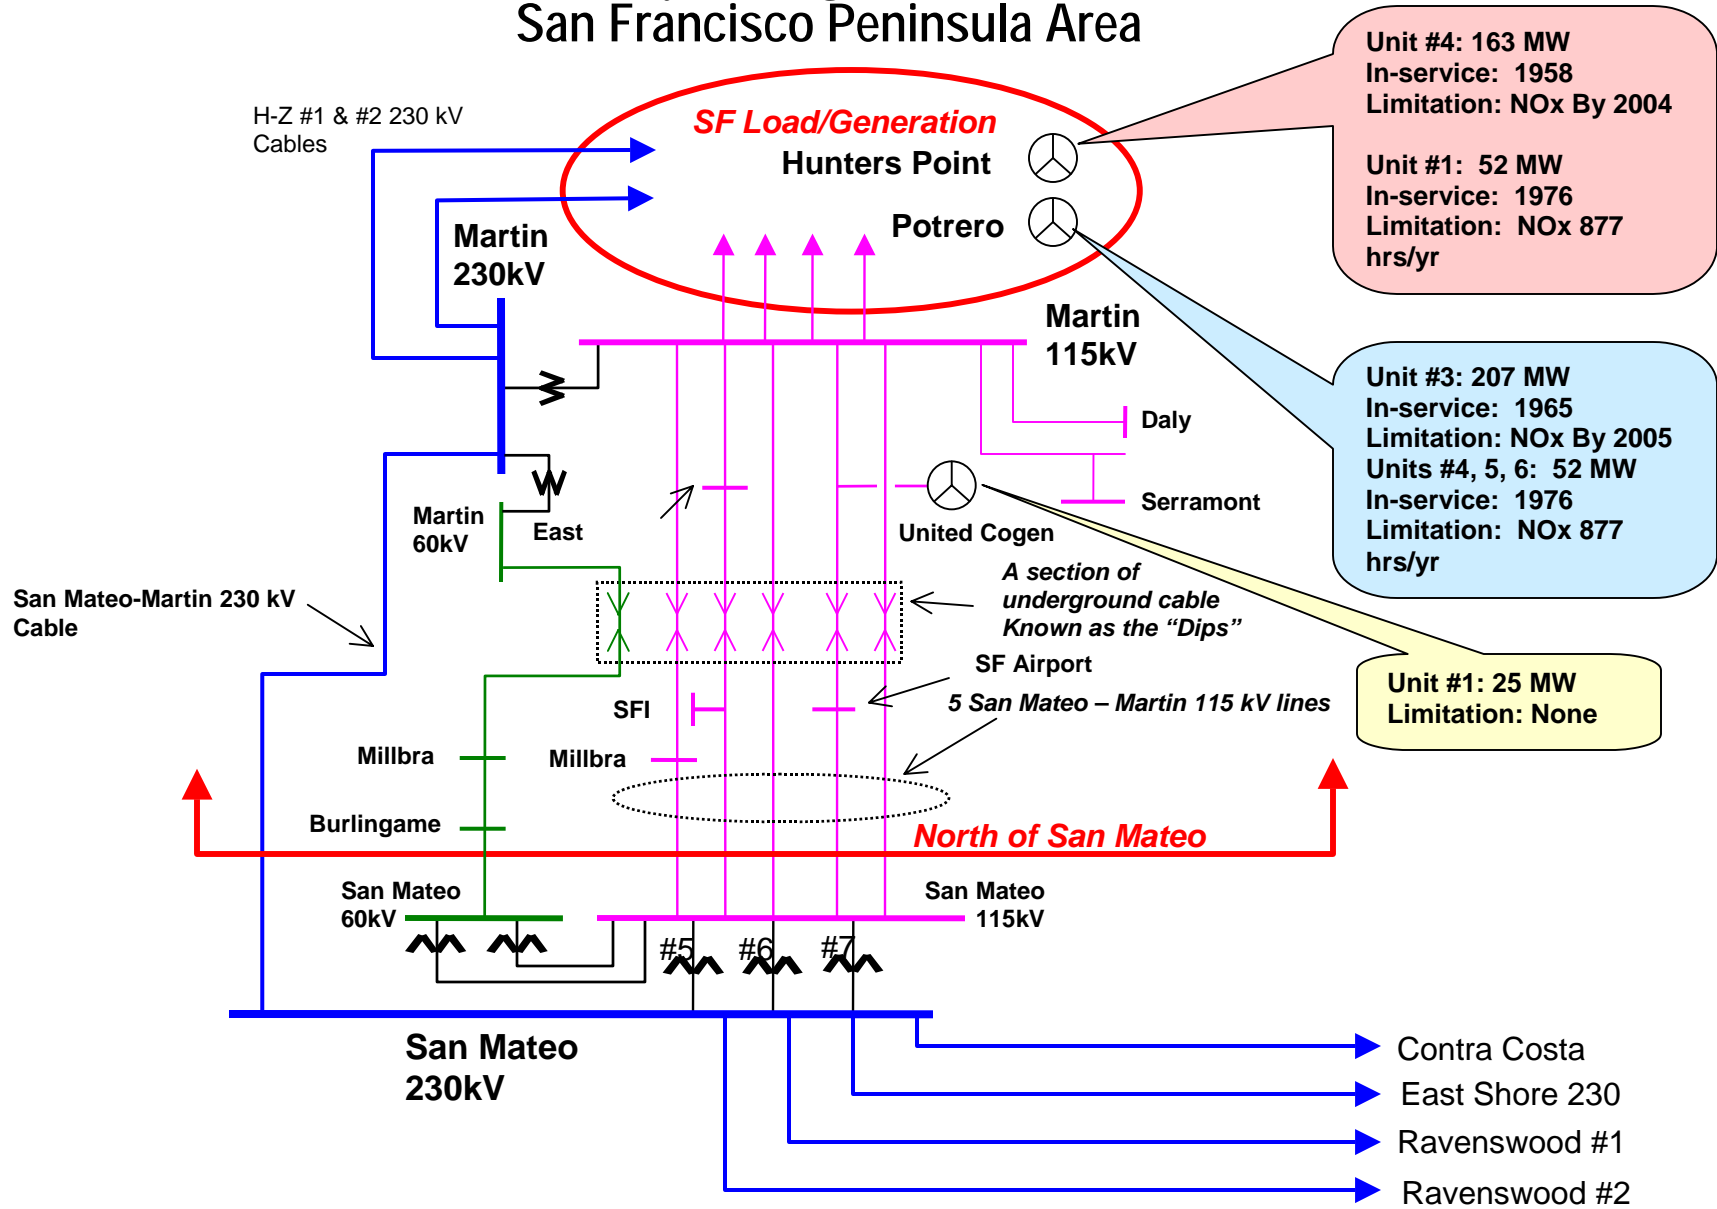 San Francisco Peninsula Area
Unit #4: 163 MW
In-service:  1958
Limitation: NOx By 2004
Unit #1:  52 MW
In-service:  1976
Limitation:  NOx 877
hrs/yr
H-Z #1 & #2 230 kV
Cables
SF Load/Generation
Hunters Point
Potrero
Martin
230kV
Martin
115kV
Unit #3: 207 MW
In-service:  1965
Limitation: NOx By 2005
Units #4, 5, 6:  52 MW
In-service:  1976
Limitation:  NOx 877
hrs/yr
Daly
Serramont
Martin
60kV
East
United Cogen
A section of
underground cable
Known as the “Dips”
San Mateo-Martin 230 kV
Cable
SF Airport
SFI
5 San Mateo – Martin 115 kV lines
Unit #1: 25 MW
Limitation: None
Millbra
Millbra
Burlingame
North of San Mateo
San Mateo
60kV
San Mateo
115kV
#5
#6
#7
San Mateo
230kV
Contra Costa
East Shore 230
Ravenswood #1
Ravenswood #2